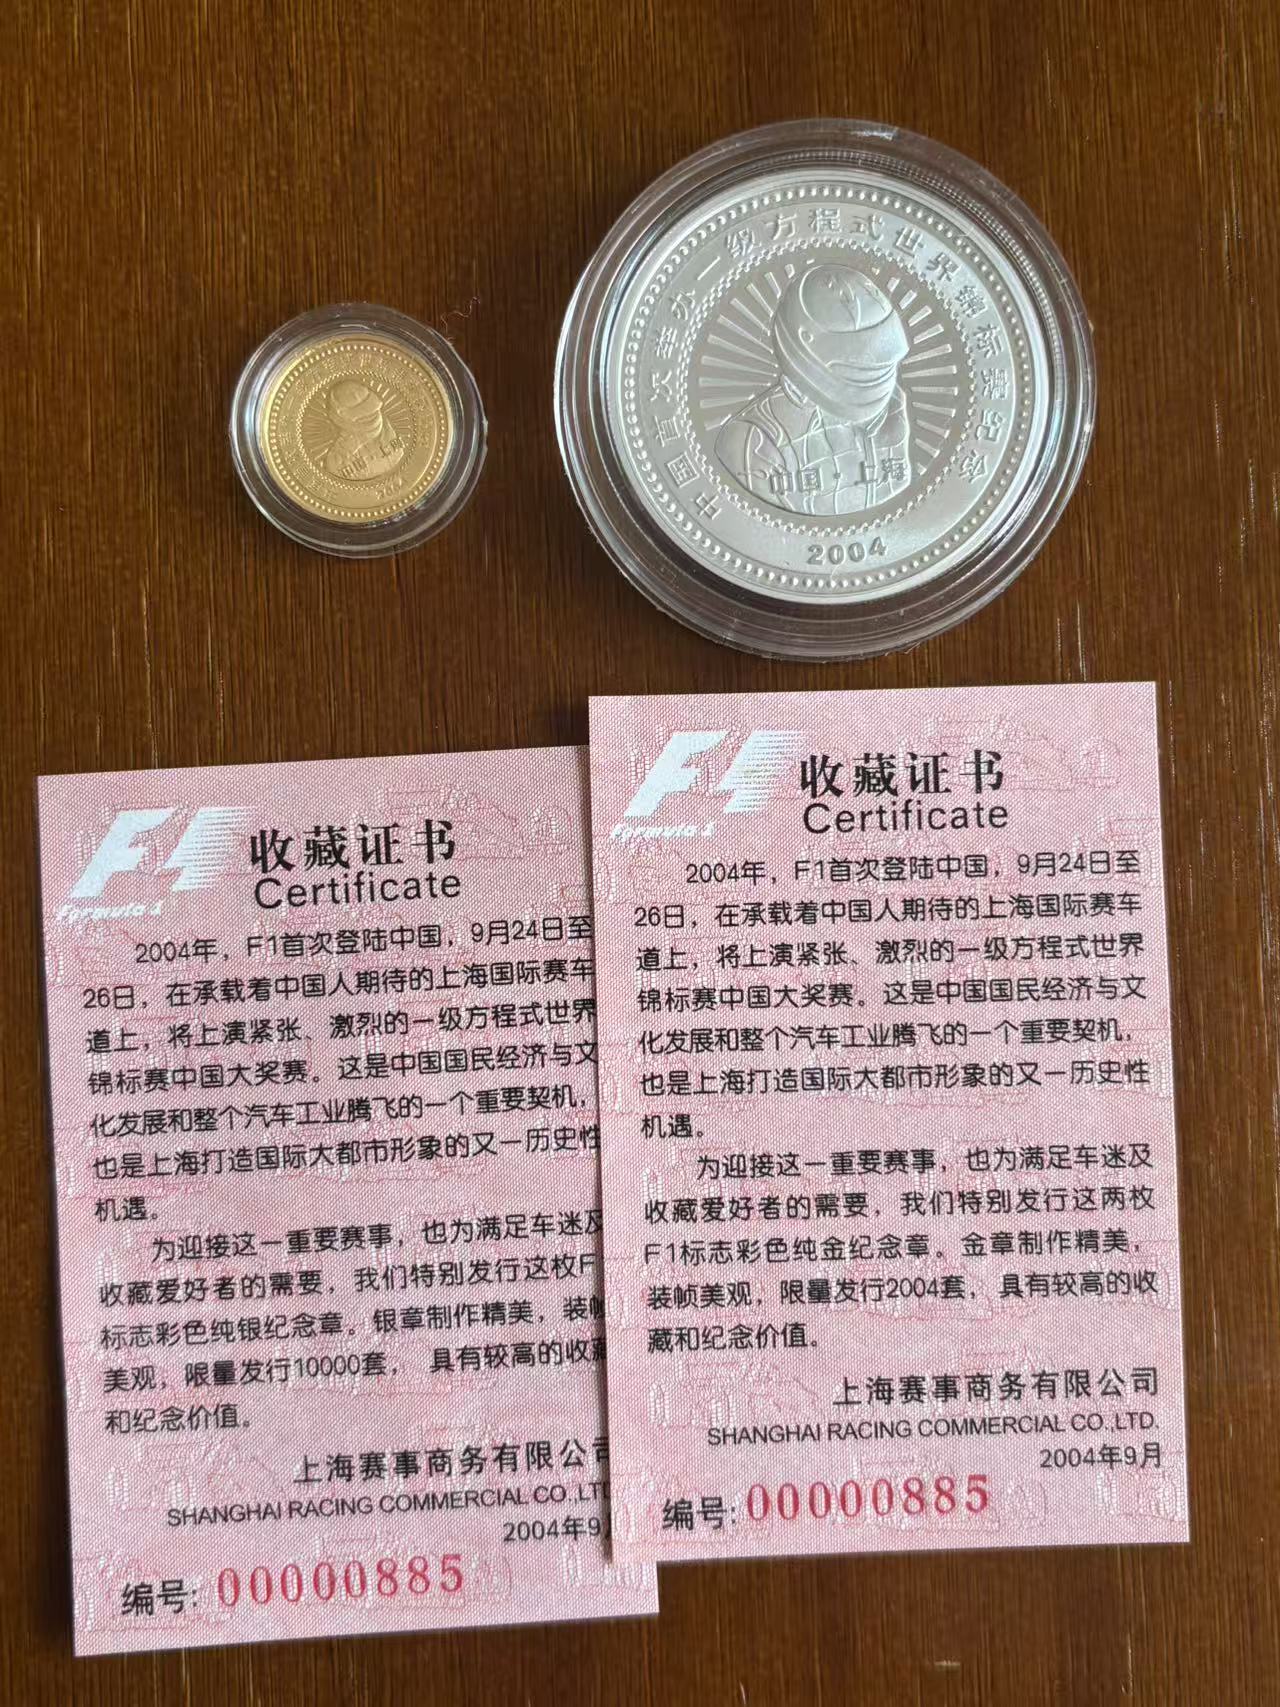 中国首次举办一级方程式世界锦标赛纪念
中国·上海
2004
中国·上海
F1
Formula 1
收藏证书
Certificate
2004年，F1首次登陆中国，9月24日至
26日，在承载着中国人期待的上海国际赛车
道上，将上演紧张、激烈的一级方程式世界
锦标赛中国大奖赛。这是中国国民经济与文
化发展和整个汽车工业腾飞的一个重要契机，
也是上海打造国际大都市形象的又一历史性
机遇。
为迎接这一重要赛事，也为满足车迷及
收藏爱好者的需要，我们特别发行这枚F
标志彩色纯银纪念章。银章制作精美，装帧
美观，限量发行10000套， 具有较高的收藏
和纪念价值。
上海赛事商务有限公司
SHANGHAI RACING COMMERCIAL CO.,LTD
2004年9月
编号: 00000885
F1
Formula 1
收藏证书
Certificate
2004年，F1首次登陆中国，9月24日至
26日，在承载着中国人期待的上海国际赛车
道上，将上演紧张、激烈的一级方程式世界
锦标赛中国大奖赛。这是中国国民经济与文
化发展和整个汽车工业腾飞的一个重要契机，
也是上海打造国际大都市形象的又一历史性
机遇。
为迎接这一重要赛事，也为满足车迷及
收藏爱好者的需要，我们特别发行这两枚
F1标志彩色纯金纪念章。金章制作精美，
装帧美观，限量发行2004套， 具有较高的收
藏和纪念价值。
上海赛事商务有限公司
SHANGHAI RACING COMMERCIAL CO.,LTD.
2004年9月
编号: 00000885